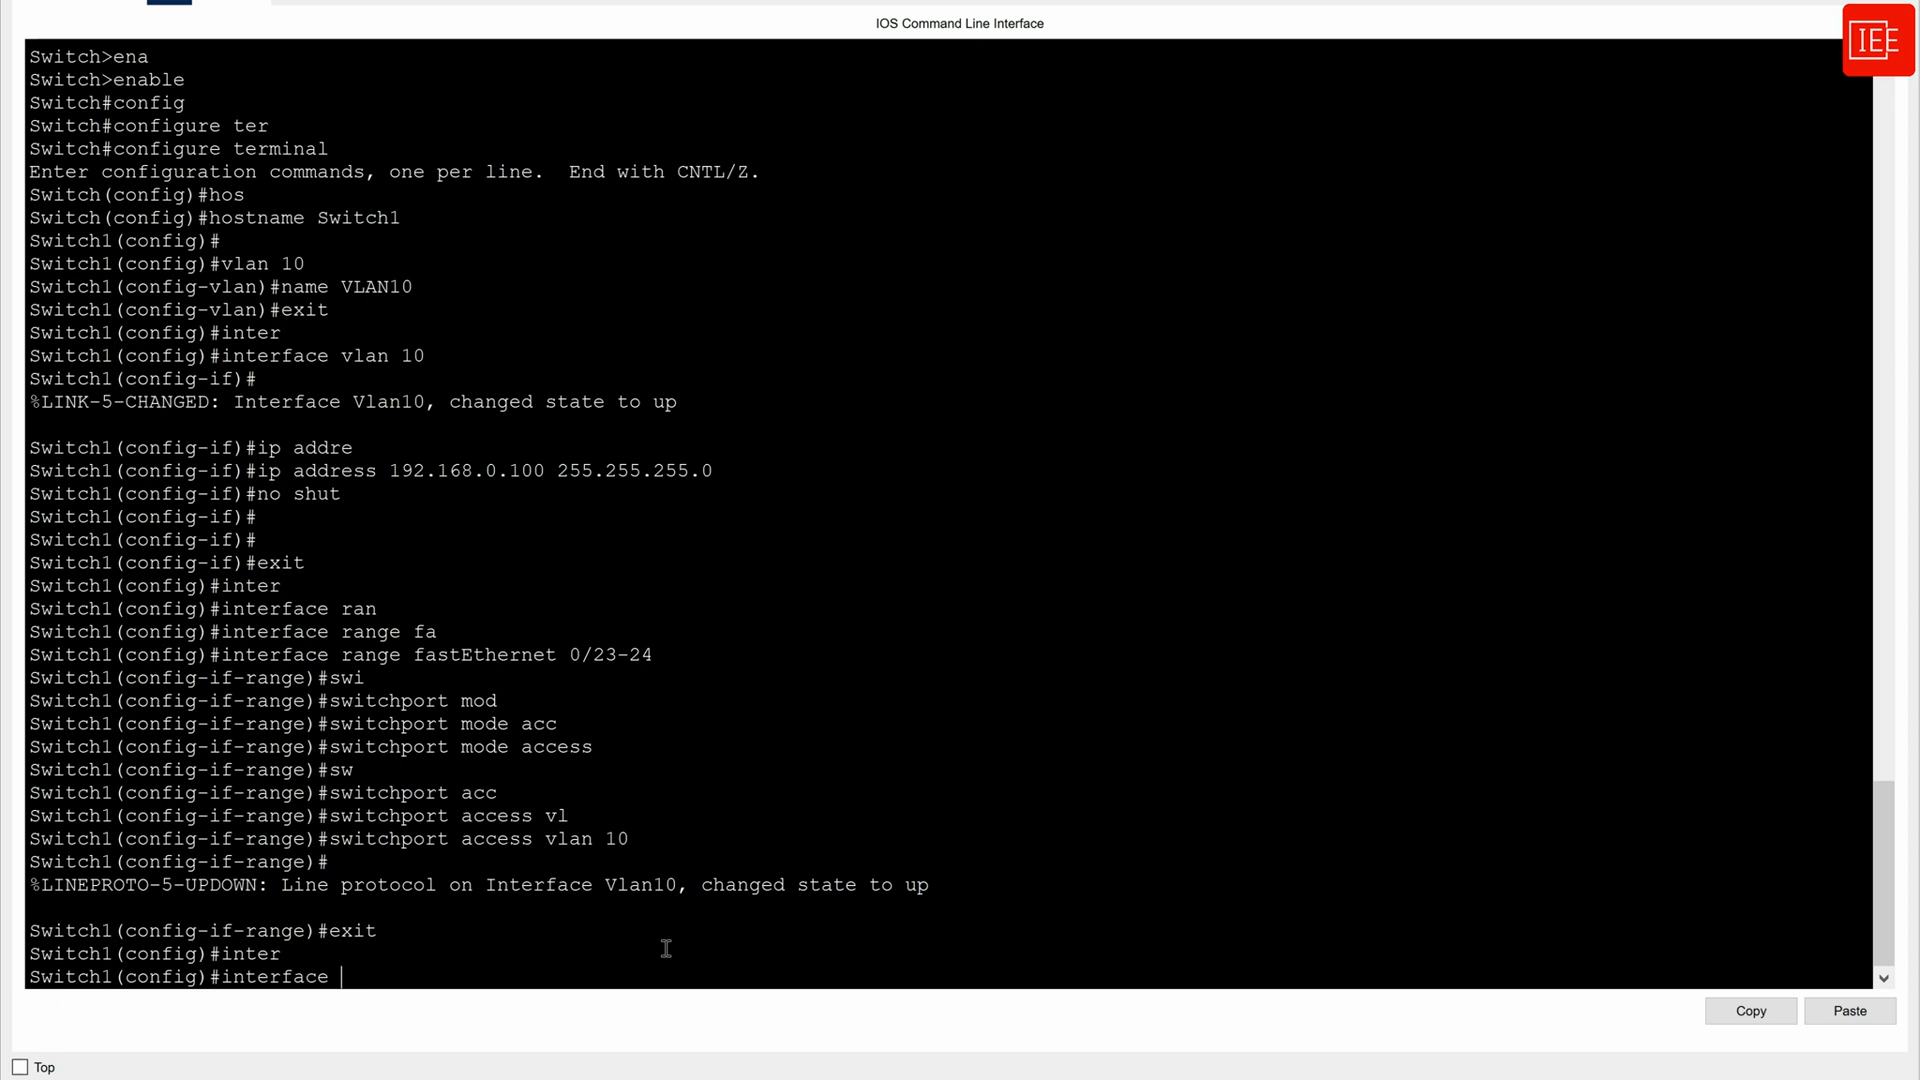 IOS Command Line Interface
IEE
Switch>ena
Switch>enable
Switch#config
Switch#configure ter
Switch#configure terminal
Enter configuration commands, one per line.  End with CNTL/Z.
Switch(config)#hos
Switch(config)#hostname Switch1
Switch1(config)#
Switch1(config)#vlan 10
Switch1(config-vlan)#name VLAN10
Switch1(config-vlan)#exit
Switch1(config)#inter
Switch1(config)#interface vlan 10
Switch1(config-if)#
%LINK-5-CHANGED: Interface Vlan10, changed state to up
Switch1(config-if)#ip addre
Switch1(config-if)#ip address 192.168.0.100 255.255.255.0
Switch1(config-if)#no shut
Switch1(config-if)#
Switch1(config-if)#
Switch1(config-if)#exit
Switch1(config)#inter
Switch1(config)#interface ran
Switch1(config)#interface range fa
Switch1(config)#interface range fastEthernet 0/23-24
Switch1(config-if-range)#swi
Switch1(config-if-range)#switchport mod
Switch1(config-if-range)#switchport mode acc
Switch1(config-if-range)#switchport mode access
Switch1(config-if-range)#sw
Switch1(config-if-range)#switchport acc
Switch1(config-if-range)#switchport access vl
Switch1(config-if-range)#switchport access vlan 10
Switch1(config-if-range)#
%LINEPROTO-5-UPDOWN: Line protocol on Interface Vlan10, changed state to up
Switch1(config-if-range)#exit
Switch1(config)#inter
Switch1(config)#interface
Copy
Paste
Top